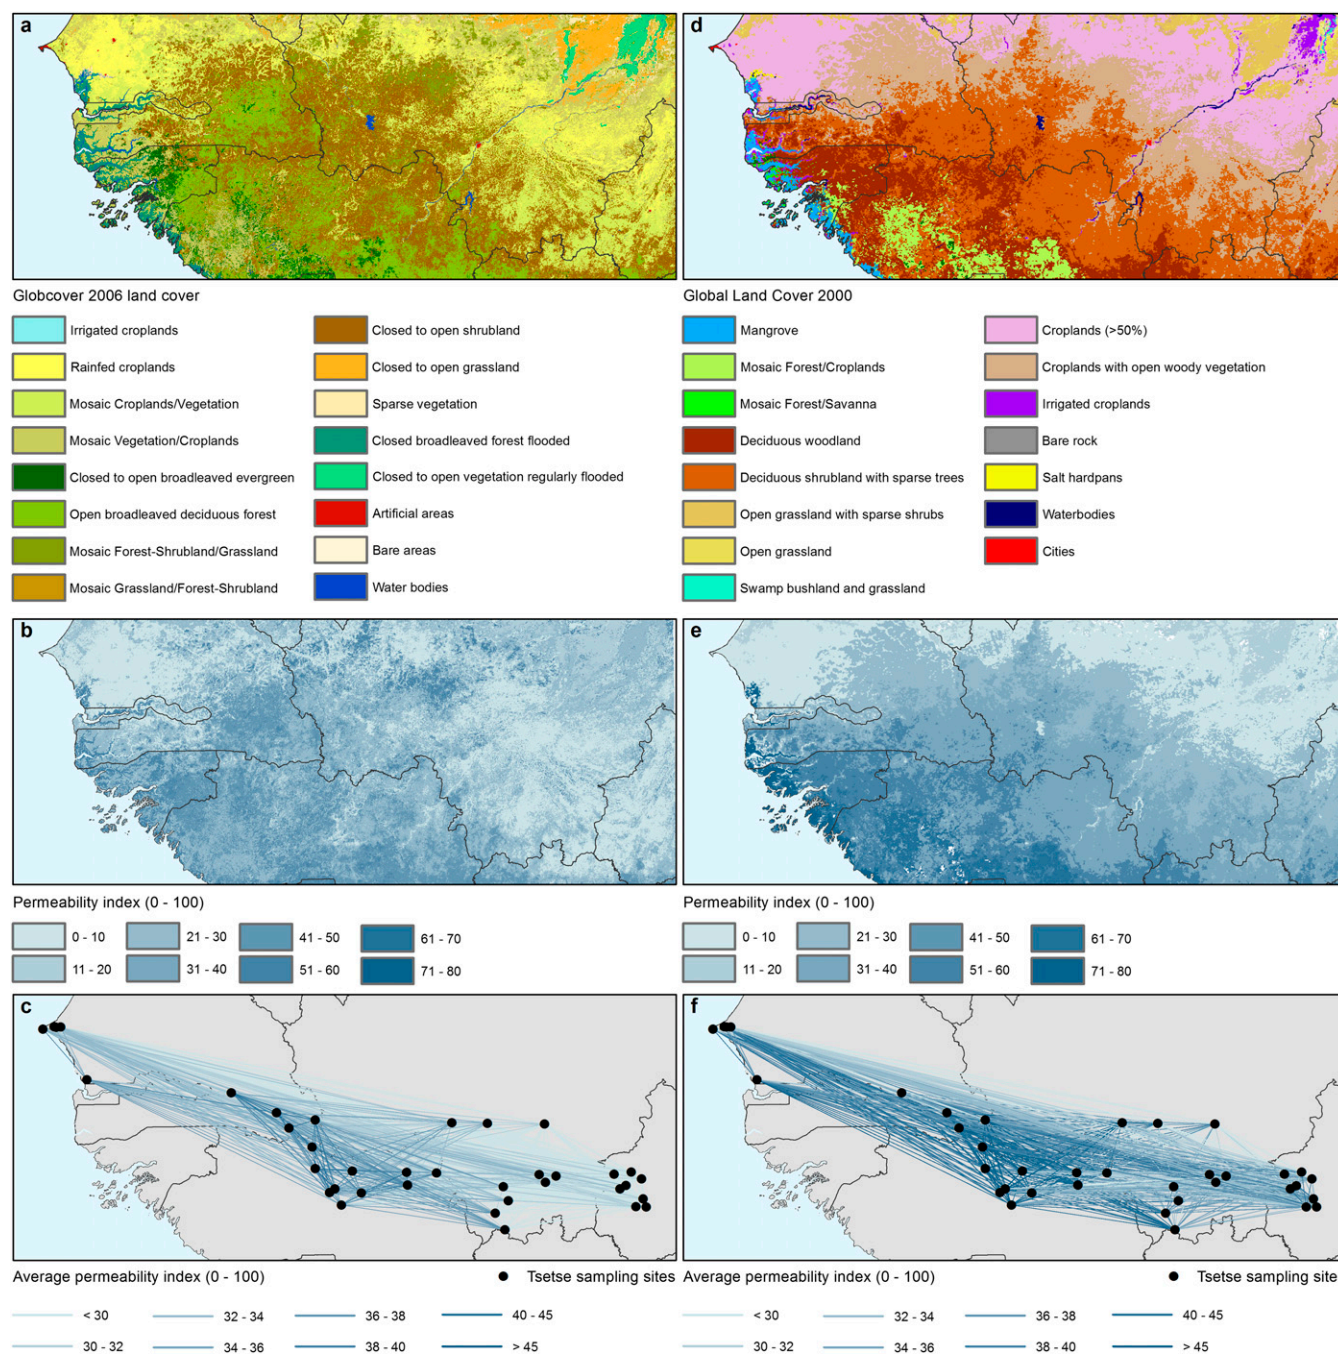 a
d
Globcover 2006 land cover
Irrigated croplands
Closed to open shrubland
Rainfed croplands
Closed to open grassland
Mosaic Croplands/Vegetation
Sparse vegetation
Mosaic Vegetation/Croplands
Closed broadleaved forest flooded
Closed to open broadleaved evergreen
Closed to open vegetation regularly flooded
Open broadleaved deciduous forest
Artificial areas
Mosaic Forest-Shrubland/Grassland
Bare areas
Mosaic Grassland/Forest-Shrubland
Water bodies
Global Land Cover 2000
Mangrove
Croplands (>50%)
Mosaic Forest/Croplands
Croplands with open woody vegetation
Mosaic Forest/Savanna
Irrigated croplands
Deciduous woodland
Bare rock
Deciduous shrubland with sparse trees
Salt hardpans
Open grassland with sparse shrubs
Waterbodies
Open grassland
Cities
Swamp bushland and grassland
b
e
Permeability index (0 - 100)
0 - 10 21 - 30 41 - 50 61 - 70
11 - 20 31 - 40 51 - 60 71 - 80
Permeability index (0 - 100)
0 - 10 21 - 30 41 - 50 61 - 70
11 - 20 31 - 40 51 - 60 71 - 80
c
f
Average permeability index (0 - 100) Tsetse sampling sites
< 30 32 - 34 36 - 38 40 - 45
30 - 32 34 - 36 38 - 40 > 45
Average permeability index (0 - 100) Tsetse sampling sites
< 30 32 - 34 36 - 38 40 - 45
30 - 32 34 - 36 38 - 40 > 45